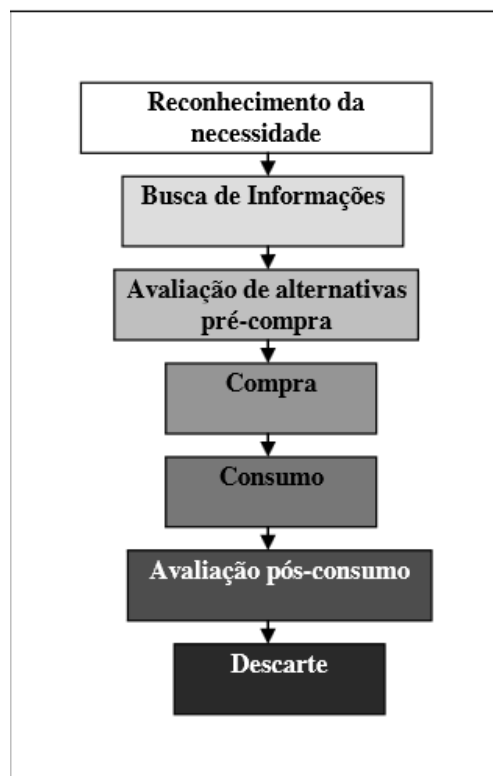 Reconhecimento da
necessidade
Busca de Informações
Avaliação de alternativas
pré-compra
Compra
Consumo
Avaliação pós-consumo
Descarte